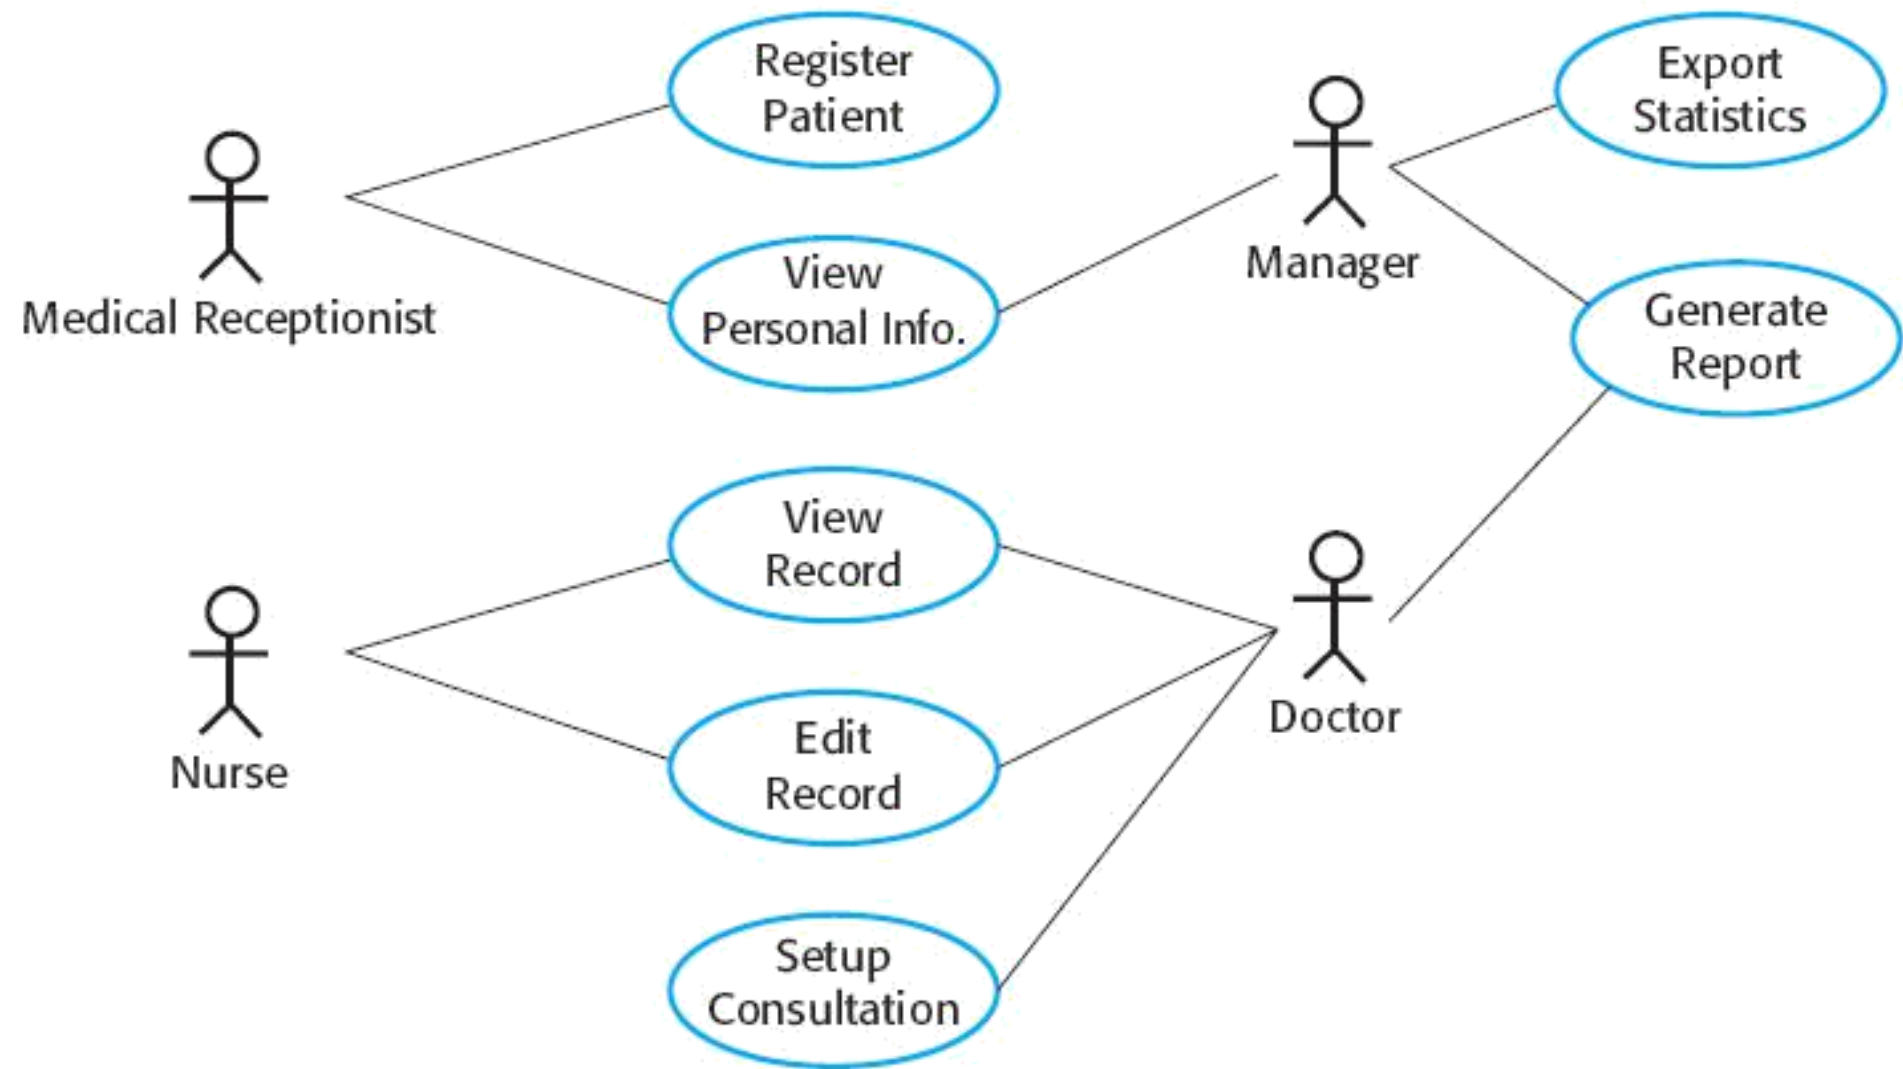 Register
Patient
Export
Statistics
Medical Receptionist
View
Personal Info.
Manager
Generate
Report
View
Record
Nurse
Edit
Record
Doctor
Setup
Consultation